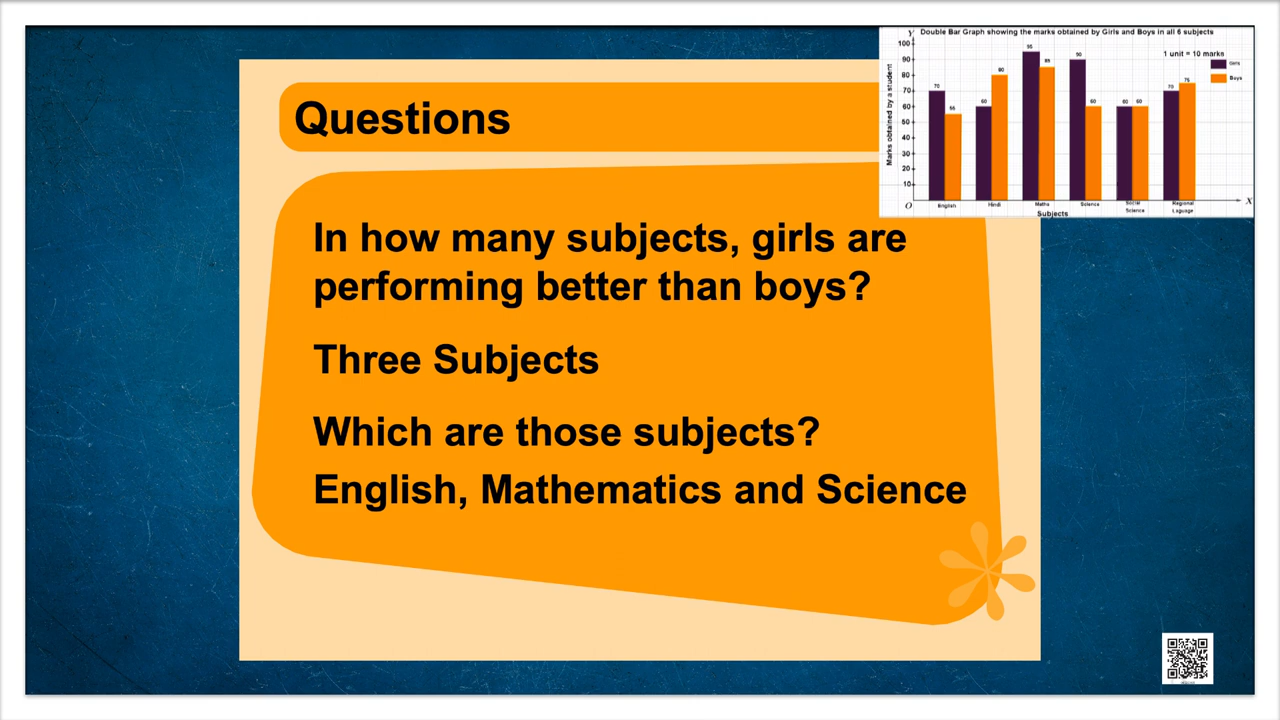 Questions
In how many subjects, girls are
performing better than boys?
Three Subjects
Which are those subjects?
English, Mathematics and Science
Double Bar Graph showing the marks obtained by Girls and Boys in all 6 subjects
1 unit = 10 marks
Girls
Boys
Y
100
90
80
70
60
50
40
30
20
10
O
X
Marks obtained by a student
70
55
60
80
95
85
90
60
60
60
70
75
English
Hindi
Maths
Science
Social
Science
Regional
Laguage
Subjects